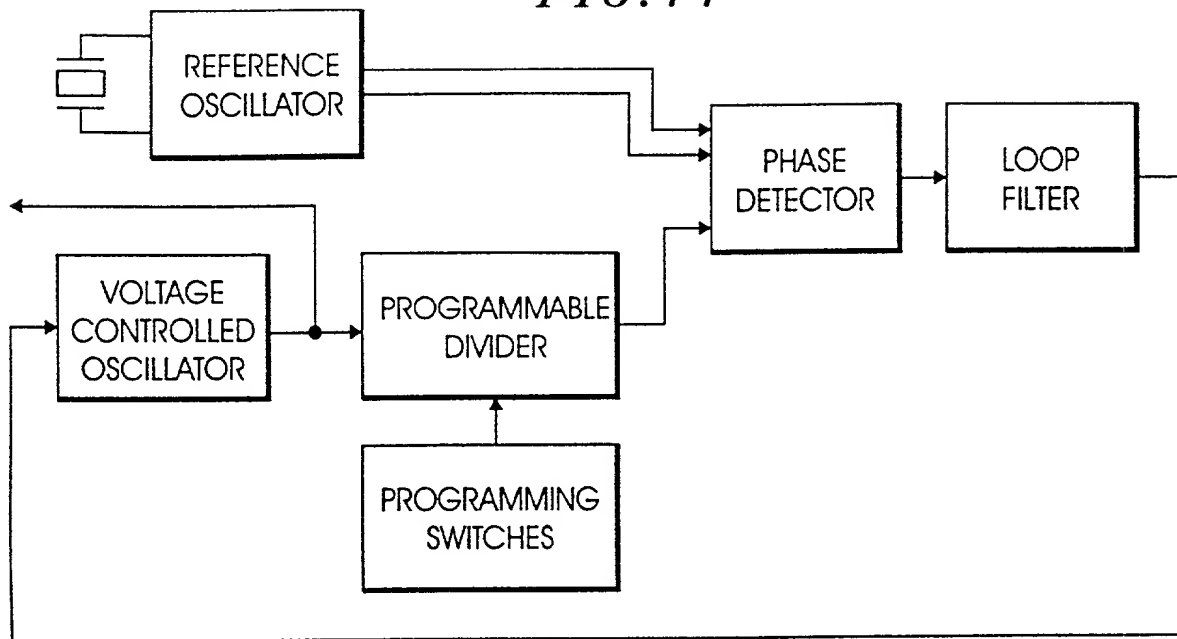 REFERENCE
OSCILLATOR
PHASE
DETECTOR
LOOP
FILTER
VOLTAGE
CONTROLLED
OSCILLATOR
PROGRAMMABLE
DIVIDER
PROGRAMMING
SWITCHES